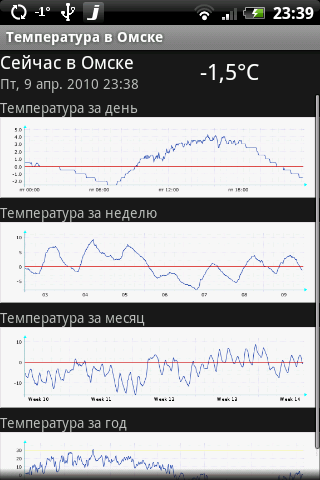 -1° 23:39
Температура в Омске
Сейчас в Омске
-1,5°C
Пт, 9 апр. 2010 23:38
Температура за день
5.0
4.0
3.0
2.0
1.0
0.0
-1.0
-2.0
пт 00:00 пт 06:00 пт 12:00 пт 18:00
Температура за неделю
10
5
0
-5
03 04 05 06 07 08 09
Температура за месяц
10
0
-10
Week 10 Week 11 Week 12 Week 13 Week 14
Температура за год
30
20
10
0